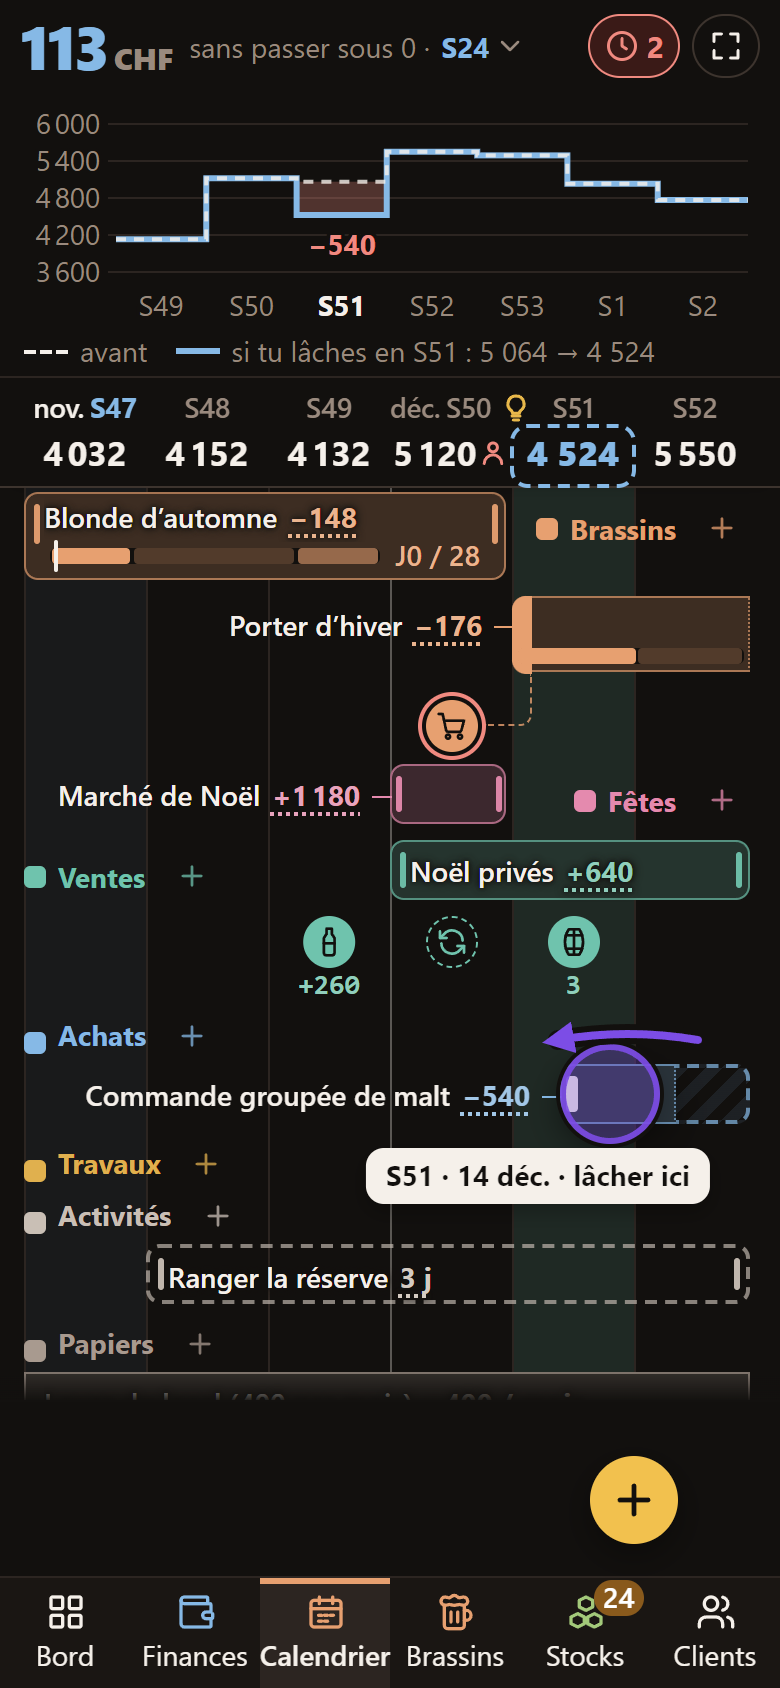 113 CHF sans passer sous 0 · S24
2
6 000
5 400
4 800
4 200
3 600
−540
S49 S50 S51 S52 S53 S1 S2
avant si tu lâches en S51 : 5 064 → 4 524
nov. S47 S48 S49 déc. S50 S51 S52
4 032 4 152 4 132 5 120 4 524 5 550
Blonde d’automne −148
J0 / 28
Brassins +
Porter d’hiver −176
Marché de Noël +1 180
Fêtes +
Noël privés +640
Ventes +
+260
3
Achats +
Commande groupée de malt −540
S51 · 14 déc. · lâcher ici
Travaux +
Activités +
Ranger la réserve 3 j
Papiers +
24
Bord Finances Calendrier Brassins Stocks Clients